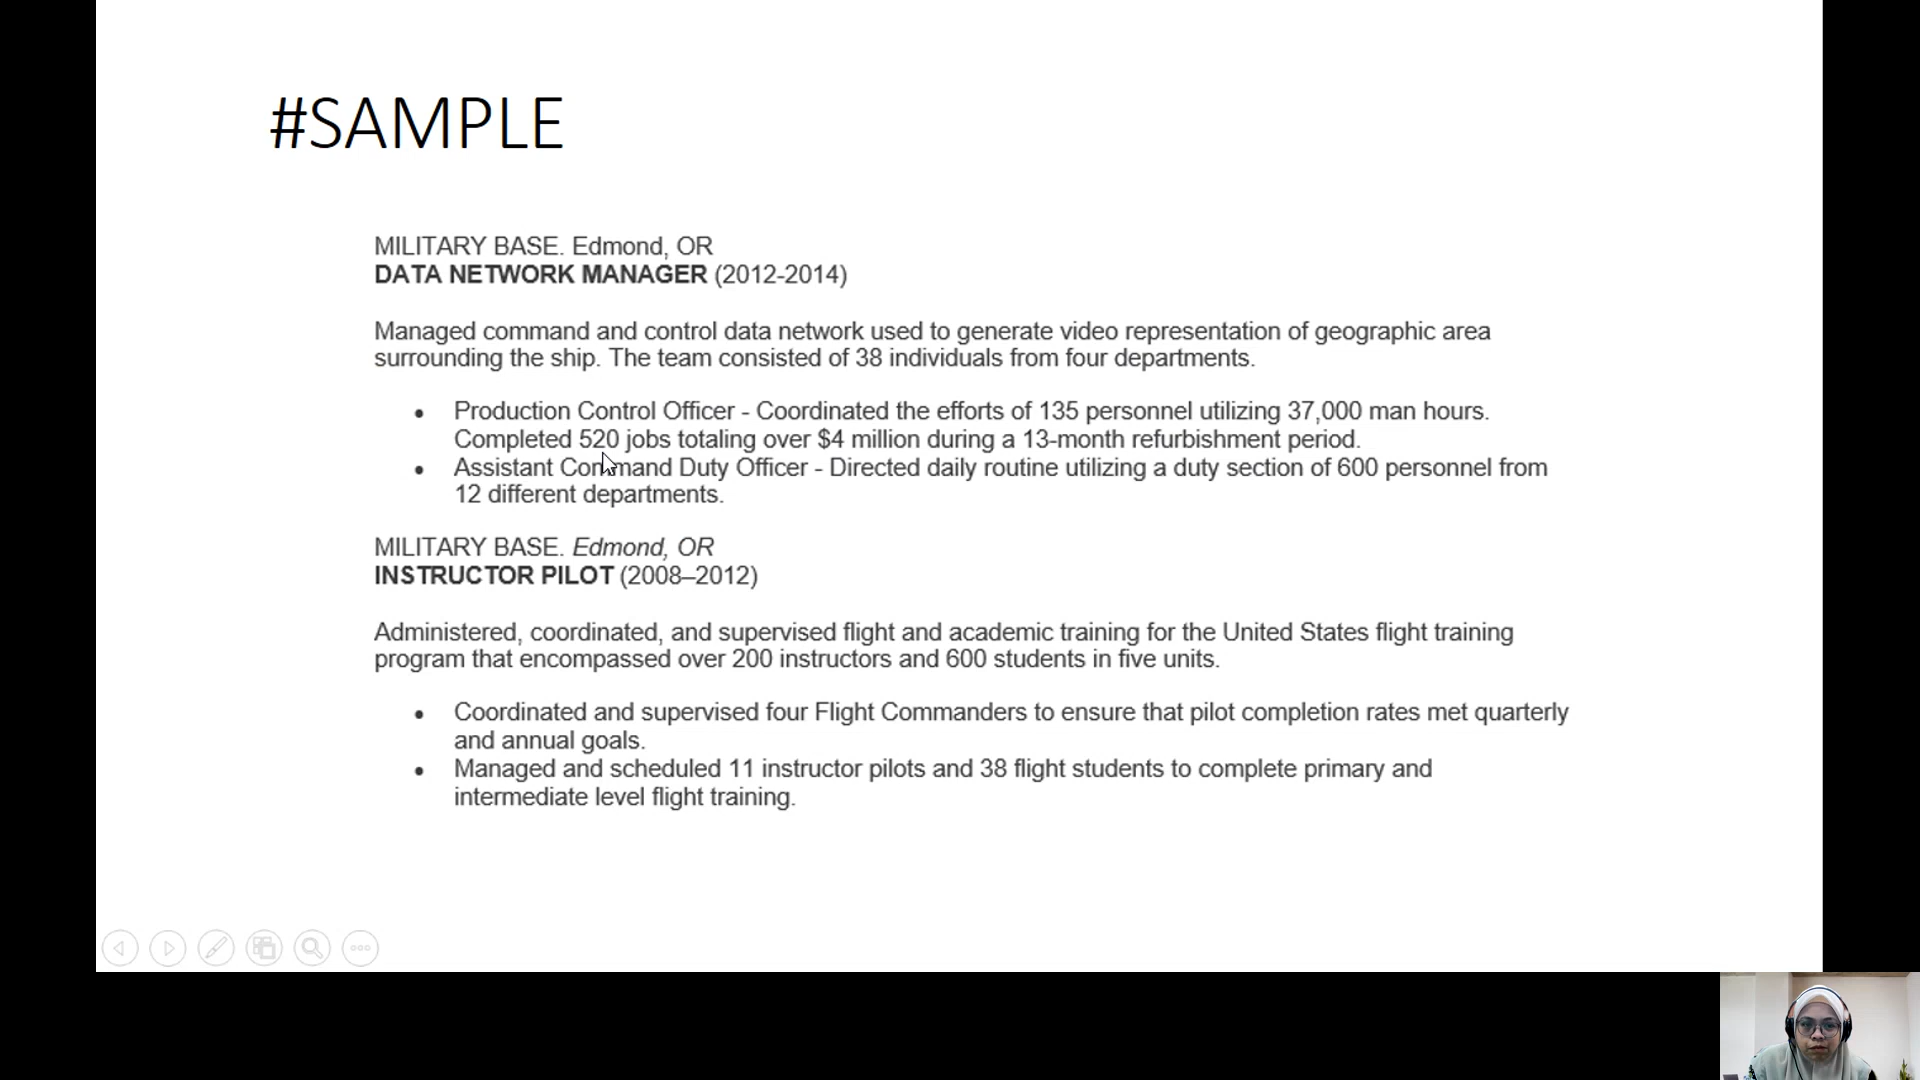 #SAMPLE
MILITARY BASE. Edmond, OR
DATA NETWORK MANAGER (2012-2014)
Managed command and control data network used to generate video representation of geographic area
surrounding the ship. The team consisted of 38 individuals from four departments.
• Production Control Officer - Coordinated the efforts of 135 personnel utilizing 37,000 man hours.
Completed 520 jobs totaling over $4 million during a 13-month refurbishment period.
• Assistant Command Duty Officer - Directed daily routine utilizing a duty section of 600 personnel from
12 different departments.
MILITARY BASE. Edmond, OR
INSTRUCTOR PILOT (2008–2012)
Administered, coordinated, and supervised flight and academic training for the United States flight training
program that encompassed over 200 instructors and 600 students in five units.
• Coordinated and supervised four Flight Commanders to ensure that pilot completion rates met quarterly
and annual goals.
• Managed and scheduled 11 instructor pilots and 38 flight students to complete primary and
intermediate level flight training.